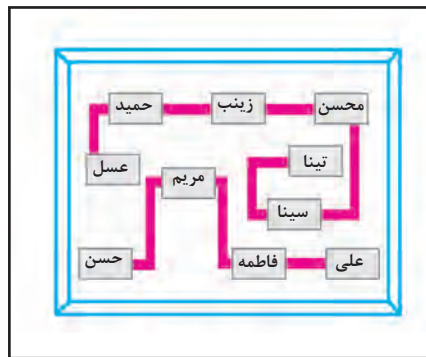 محسن
زینب
حمید
تینا
عسل
مریم
سینا
علی
فاطمه
حسن